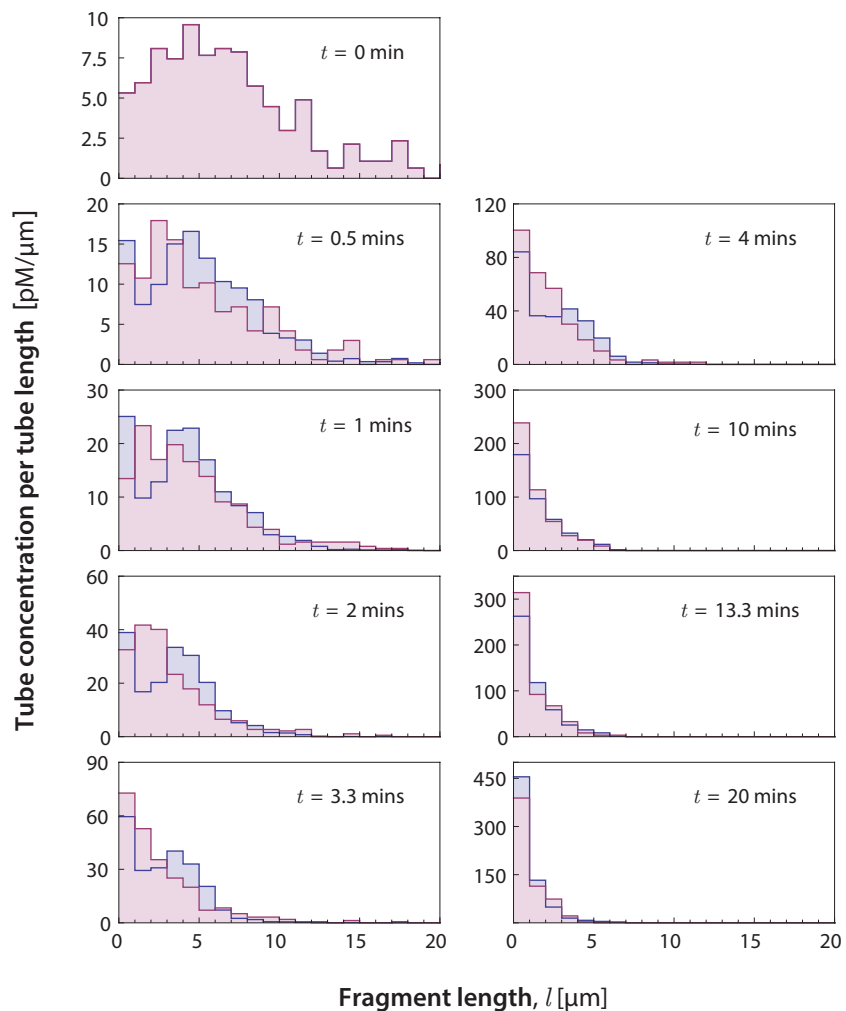 Tube concentration per tube length [pM/μm]
10
7.5
5.0
2.5
0
t = 0 min
20
15
10
5
0
t = 0.5 mins
120
80
40
0
t = 4 mins
30
20
10
0
t = 1 mins
300
200
100
0
t = 10 mins
60
40
20
0
t = 2 mins
300
200
100
0
t = 13.3 mins
90
60
30
0
t = 3.3 mins
450
300
150
t = 20 mins
0 5 10 15 20
0 5 10 15 20
Fragment length, l [μm]